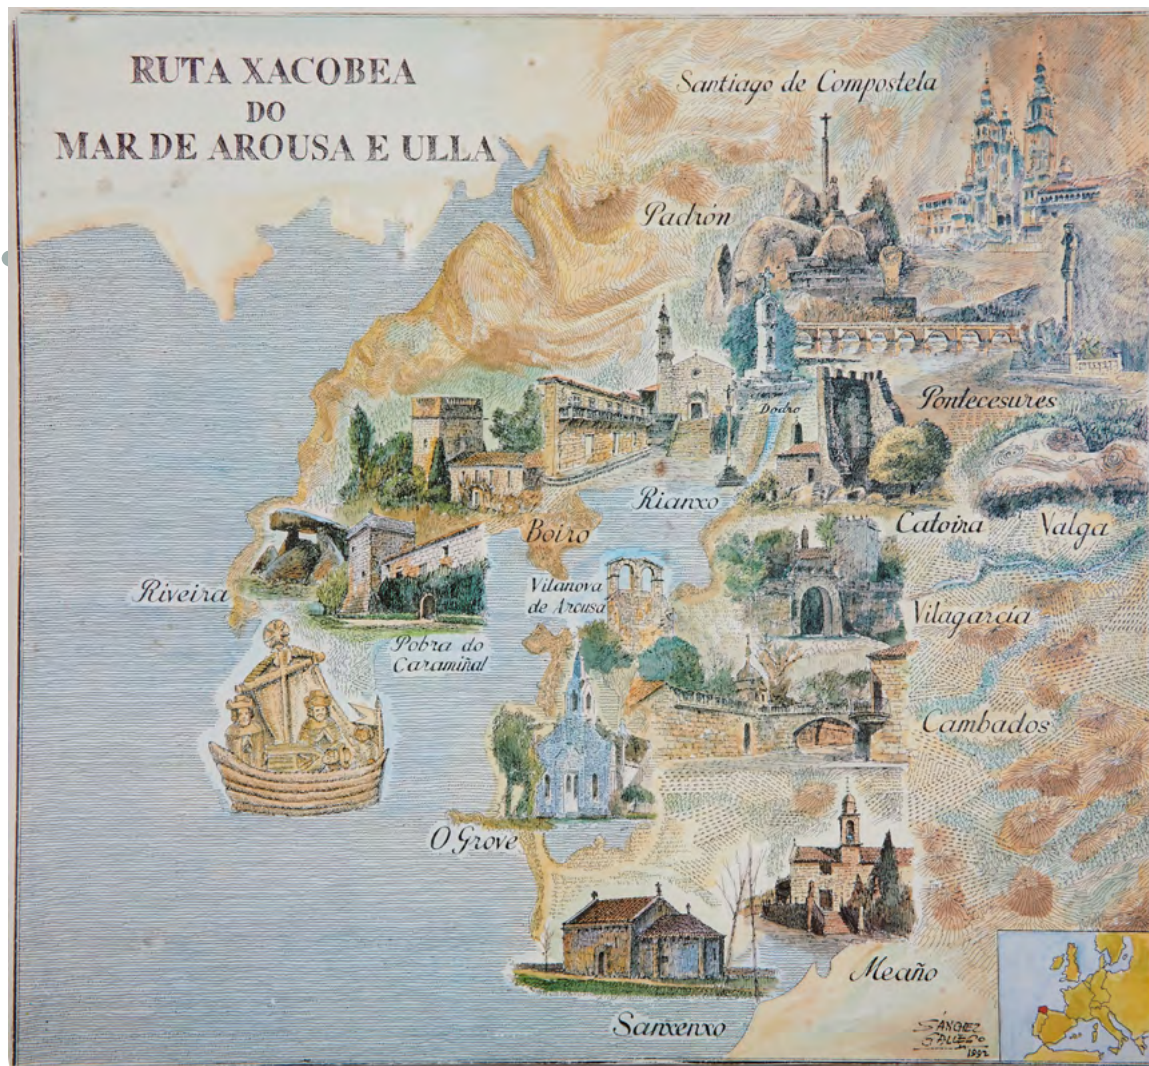 RUTA XACOBEA
DO
MAR DE AROUSA E ULLA
Santiago de Compostela
Padrón
Dodro
Pontecesures
Rianxo
Boiro
Catoira
Valga
Riveira
Vilanova
de Arousa
Vilagarcía
Pobra do
Caramiñal
Cambados
O Grove
Meaño
Sanxenxo
SÁNCHEZ
GALLEGO
1992